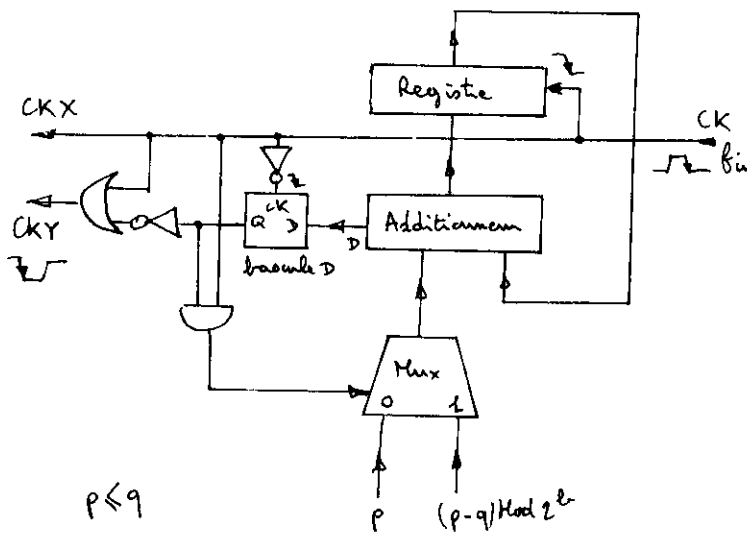 Registre
CKX
CK
fin
CKY
Q CK D
D
Additionneur
bascule D
Mux
0 1
p ≤ q
p
(p-q) Mod 2^b